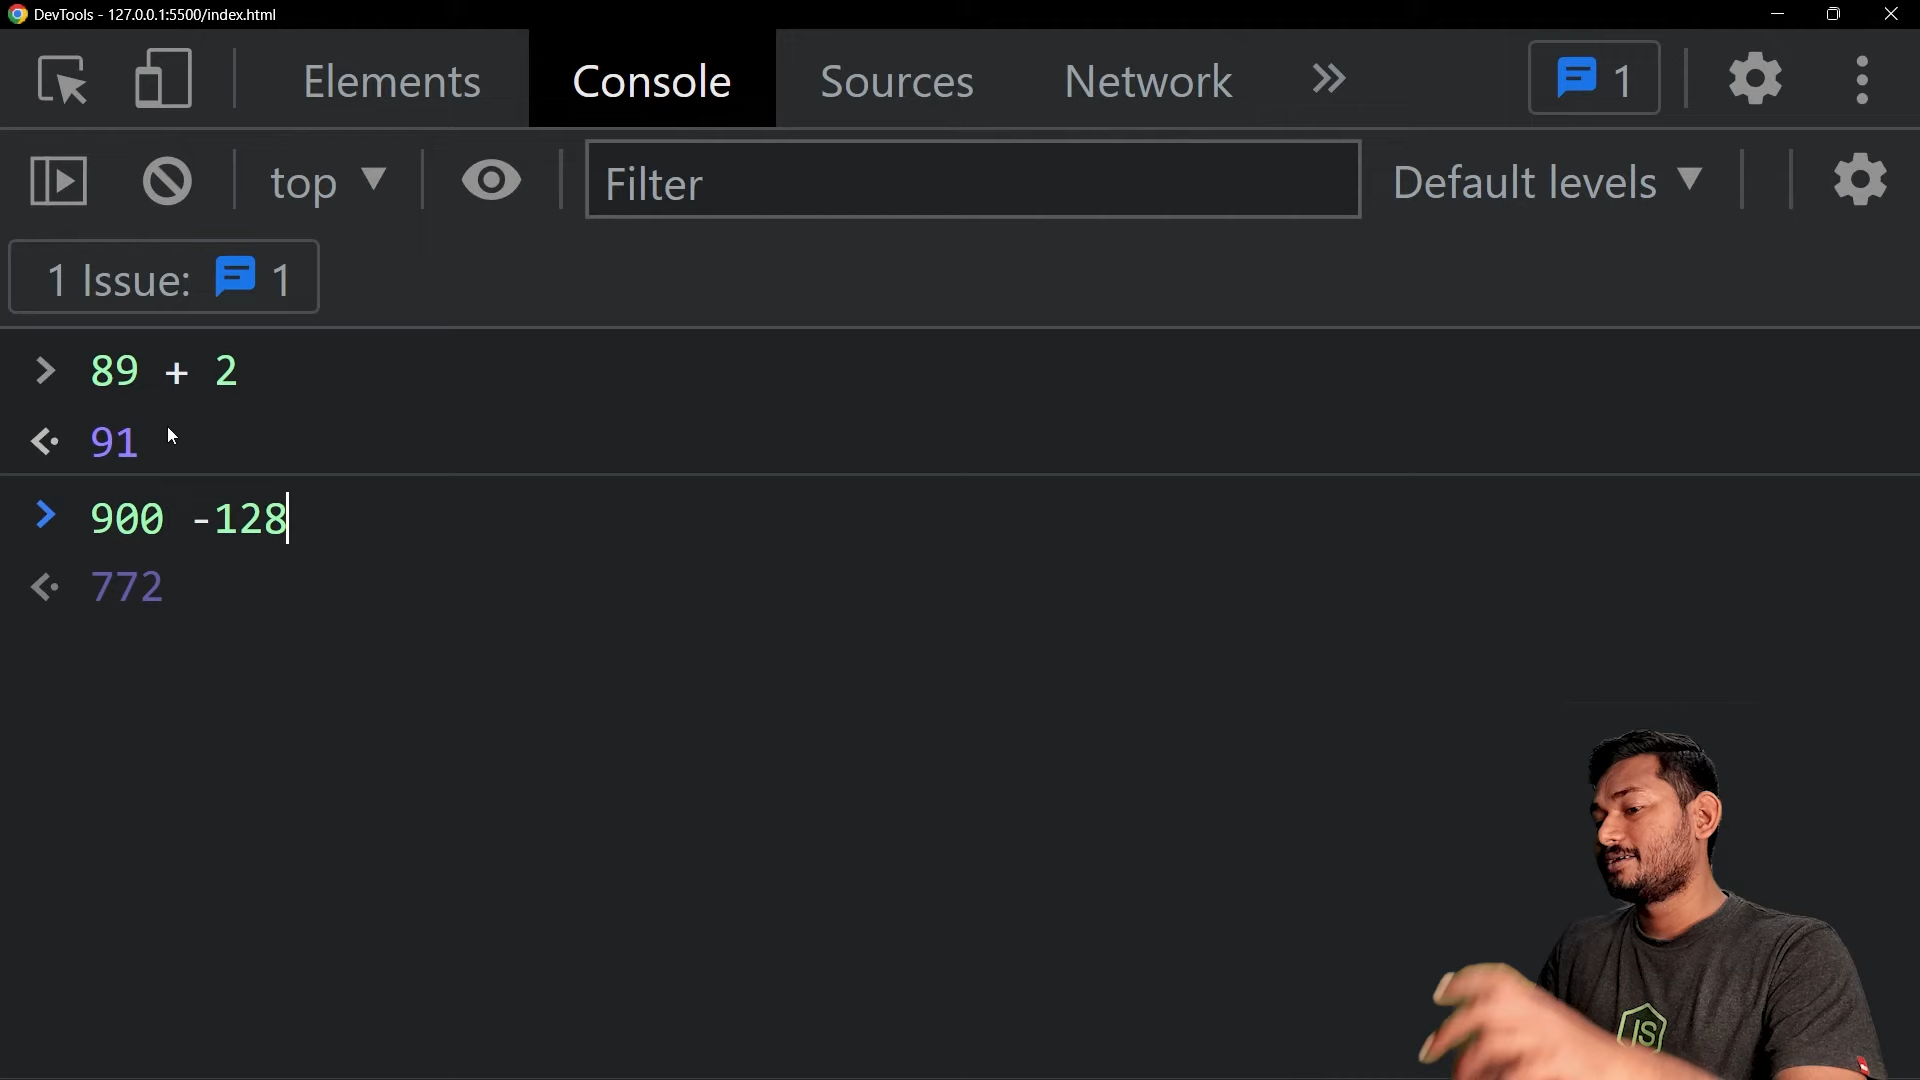 DevTools - 127.0.0.1:5500/index.html
Elements Console Sources Network 1
top Filter Default levels
1 Issue: 1
> 89 + 2
91
> 900 -128
772
JS